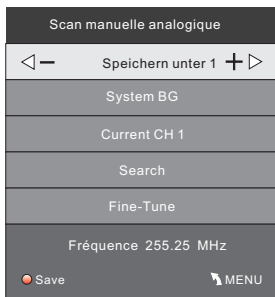 Scan manuelle analogique
Speichern unter 1
System BG
Current CH 1
Search
Fine-Tune
Fréquence 255.25 MHz
Save MENU